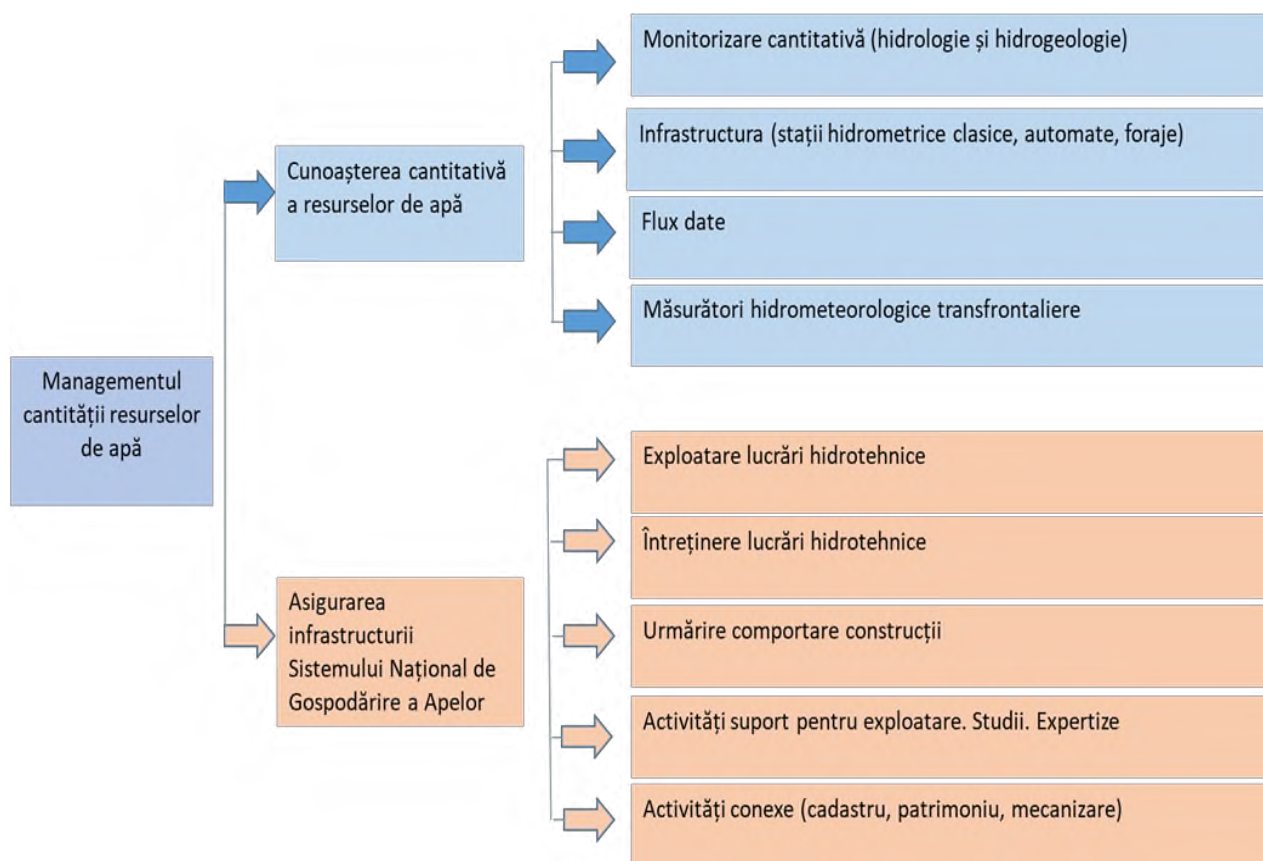 Managementul
cantității resurselor
de apă
Cunoașterea cantitativă
a resurselor de apă
Monitorizare cantitativă (hidrologie și hidrogeologie)
Infrastructura (stații hidrometrice clasice, automate, foraje)
Flux date
Măsurători hidrometeorologice transfrontaliere
Asigurarea
infrastructurii
Sistemului Național de
Gospodărire a Apelor
Exploatare lucrări hidrotehnice
Întreținere lucrări hidrotehnice
Urmărire comportare construcții
Activități suport pentru exploatare. Studii. Expertize
Activități conexe (cadastru, patrimoniu, mecanizare)